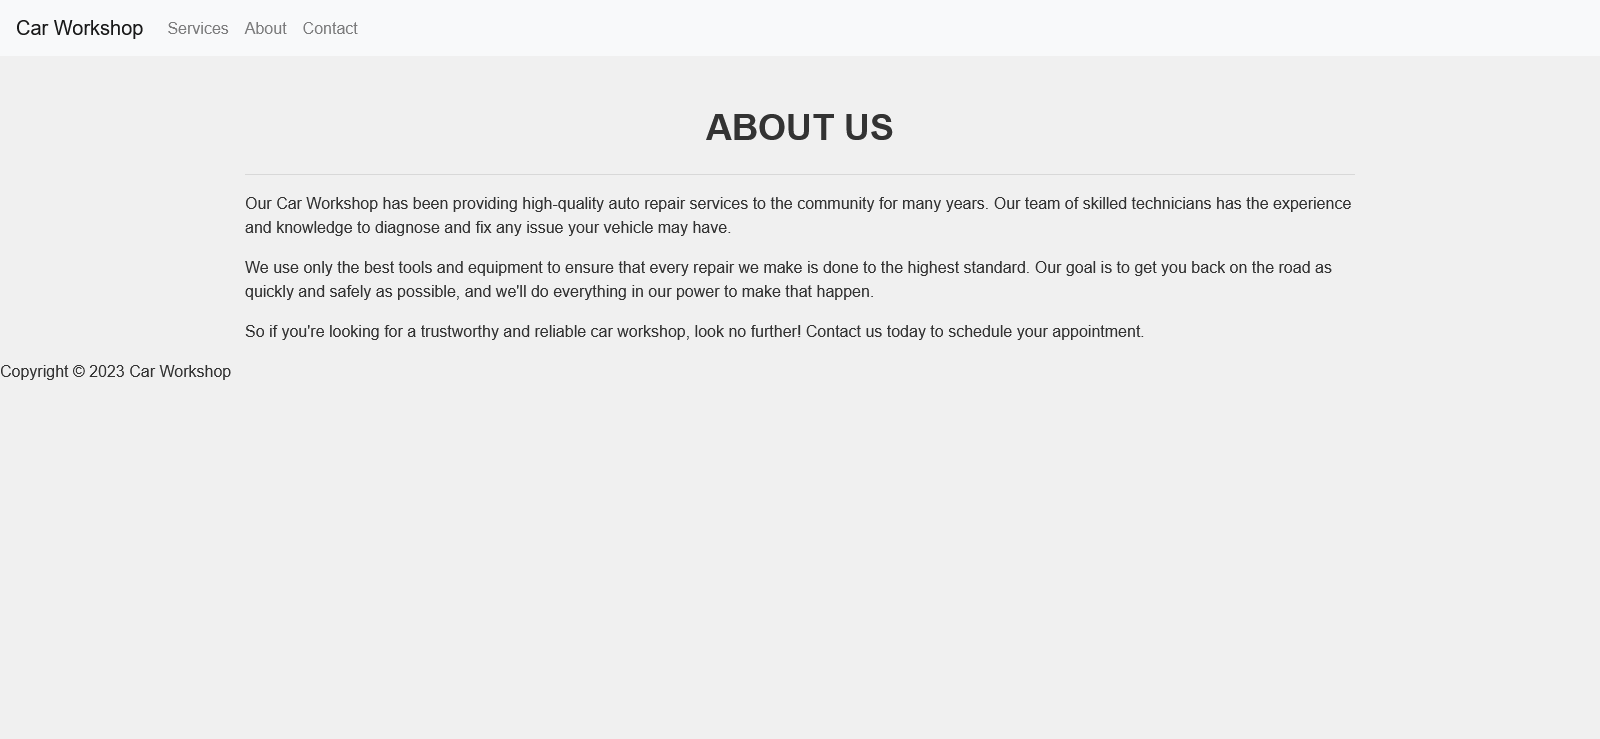 Car Workshop Services About Contact
ABOUT US
Our Car Workshop has been providing high-quality auto repair services to the community for many years. Our team of skilled technicians has the experience
and knowledge to diagnose and fix any issue your vehicle may have.
We use only the best tools and equipment to ensure that every repair we make is done to the highest standard. Our goal is to get you back on the road as
quickly and safely as possible, and we'll do everything in our power to make that happen.
So if you're looking for a trustworthy and reliable car workshop, look no further! Contact us today to schedule your appointment.
Copyright © 2023 Car Workshop